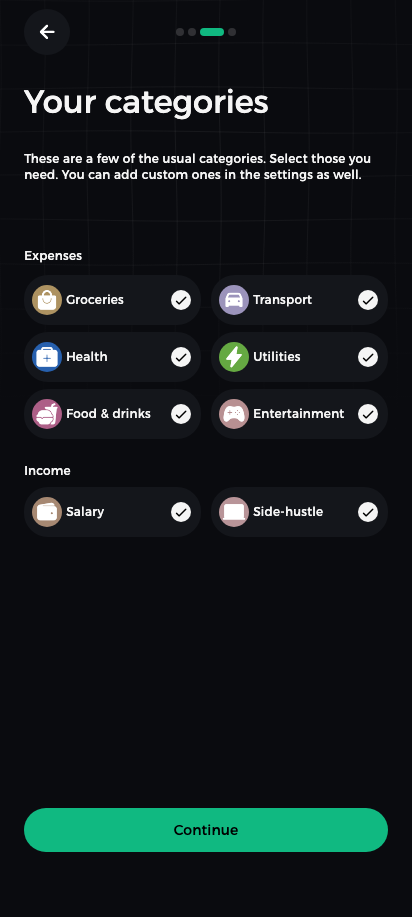 Your categories
These are a few of the usual categories. Select those you
need. You can add custom ones in the settings as well.
Expenses
Groceries
Transport
Health
Utilities
Food & drinks
Entertainment
Income
Salary
Side-hustle
Continue